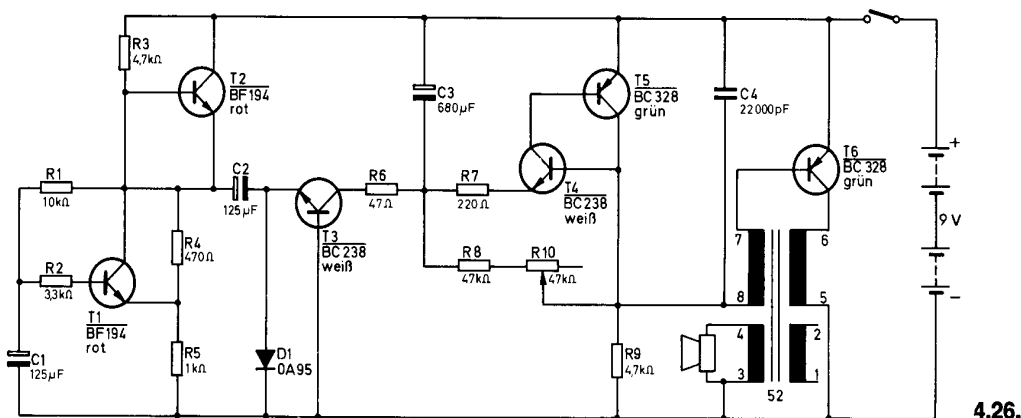 R3
4,7kΩ
T2
BF194
rot
C3
680µF
T5
BC328
grün
C4
22000pF
T6
BC328
grün
+
9V
-
R1
10kΩ
C2
125µF
R6
47Ω
R7
220Ω
T4
BC238
weiß
R2
3,3kΩ
R4
470Ω
T3
BC238
weiß
R8
47kΩ
R10
47kΩ
7
6
8
5
T1
BF194
rot
C1
125µF
R5
1kΩ
D1
OA95
R9
4,7kΩ
4
2
3
1
52
4.26.